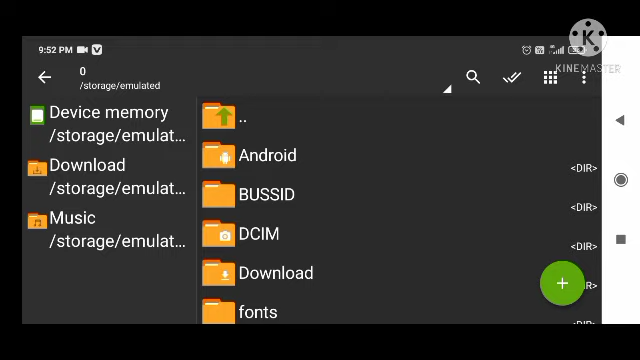 9:52 PM
KINEMASTER
0
/storage/emulated
Device memory
/storage/emulat...
Download
/storage/emulat...
Music
/storage/emulat...
..
Android
<DIR>
BUSSID
<DIR>
DCIM
<DIR>
Download
fonts